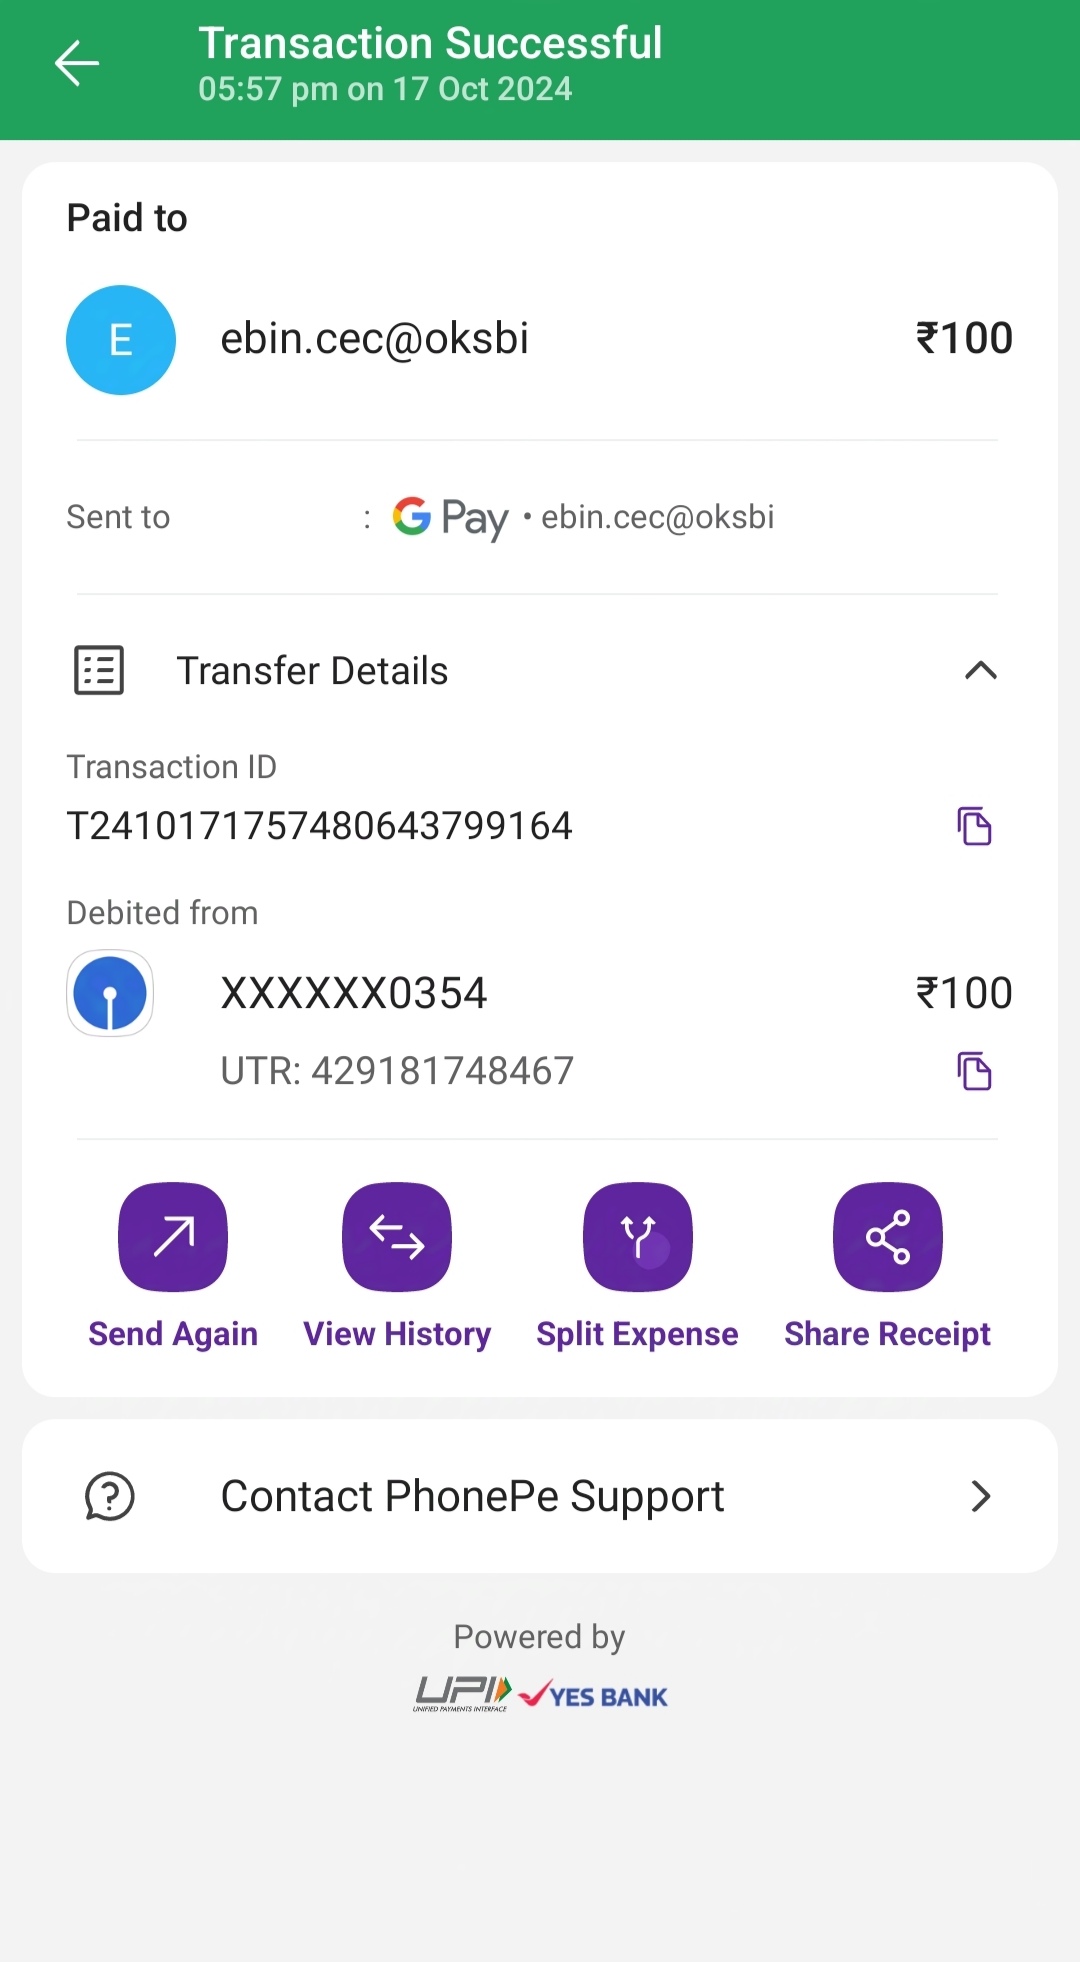 Transaction Successful
05:57 pm on 17 Oct 2024
Paid to
E
ebin.cec@oksbi
₹100
Sent to : G Pay • ebin.cec@oksbi
Transfer Details
Transaction ID
T2410171757480643799164
Debited from
XXXXXX0354
₹100
UTR: 429181748467
Send Again
View History
Split Expense
Share Receipt
Contact PhonePe Support
Powered by
UPI
UNIFIED PAYMENTS INTERFACE
YES BANK